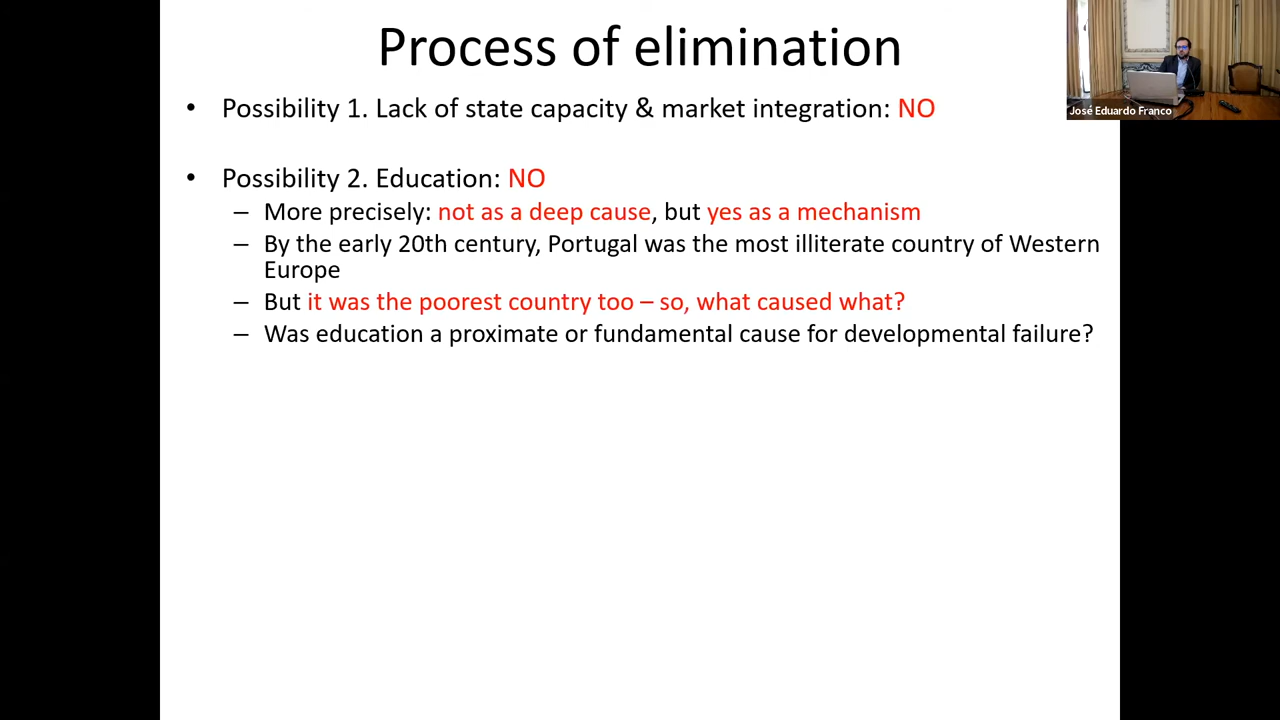 Process of elimination
José Eduardo Franco
• Possibility 1. Lack of state capacity & market integration: NO
• Possibility 2. Education: NO
– More precisely: not as a deep cause, but yes as a mechanism
– By the early 20th century, Portugal was the most illiterate country of Western
Europe
– But it was the poorest country too – so, what caused what?
– Was education a proximate or fundamental cause for developmental failure?